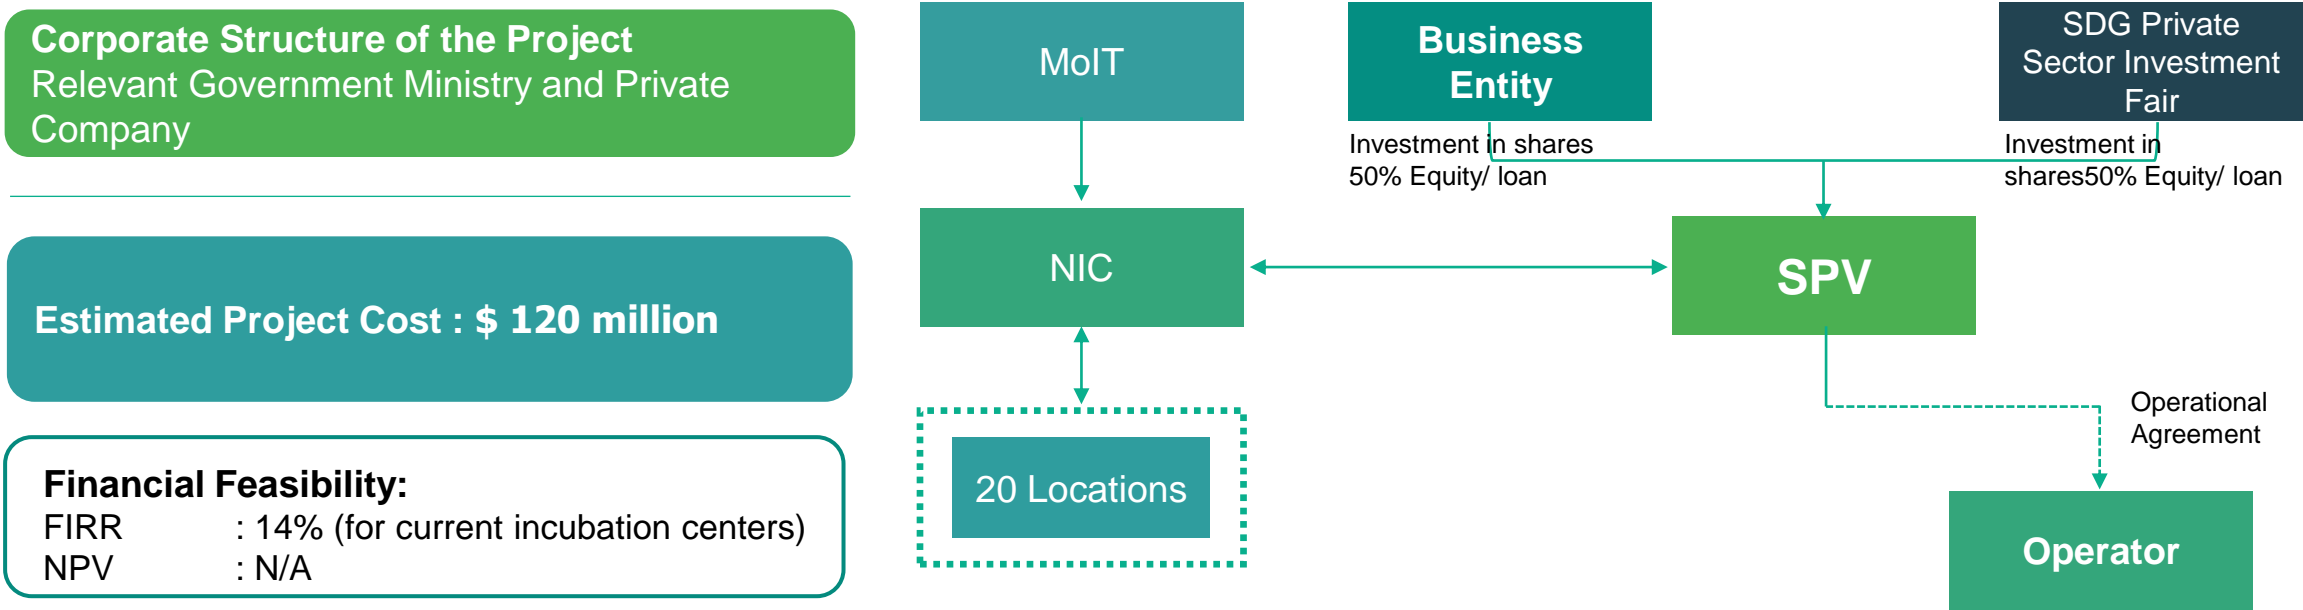 Corporate Structure of the Project
Relevant Government Ministry and Private
Company
Estimated Project Cost : $ 120 million
Financial Feasibility:
FIRR : 14% (for current incubation centers)
NPV : N/A
MoIT
NIC
20 Locations
Business
Entity
Investment in shares
50% Equity/ loan
SDG Private
Sector Investment
Fair
Investment in
shares50% Equity/ loan
SPV
Operational
Agreement
Operator